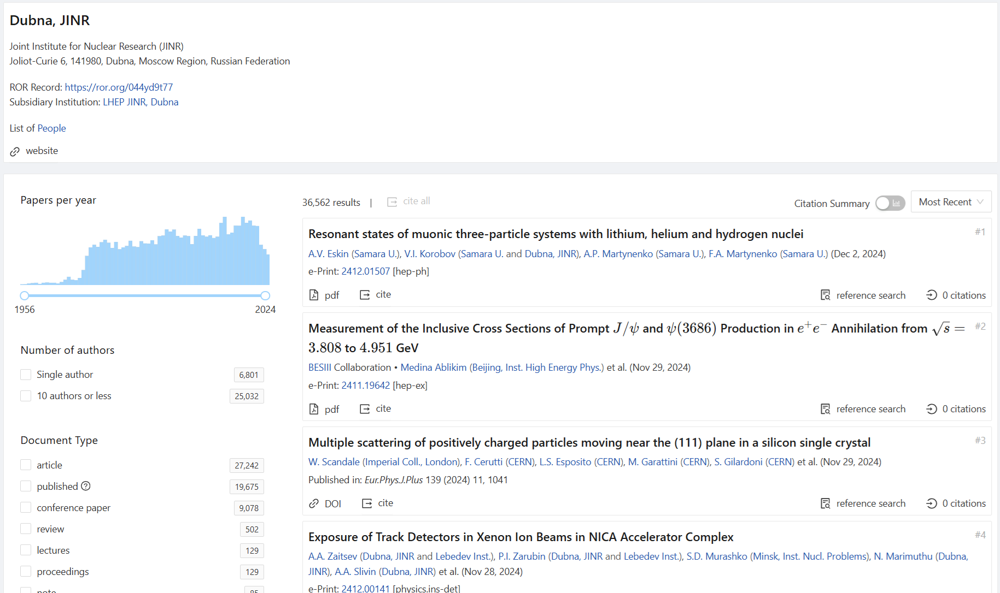 Dubna, JINR
Joint Institute for Nuclear Research (JINR)
Joliot-Curie 6, 141980, Dubna, Moscow Region, Russian Federation
ROR Record: https://ror.org/044yd9t77
Subsidiary Institution: LHEP JINR, Dubna
List of People
website
Papers per year
1956
2024
Number of authors
Single author 6,801
10 authors or less 25,032
Document Type
article 27,242
published 19,675
conference paper 9,078
review 502
lectures 129
proceedings 129
note 85
36,562 results | cite all
Citation Summary
Most Recent
Resonant states of muonic three-particle systems with lithium, helium and hydrogen nuclei #1
A.V. Eskin (Samara U.), V.I. Korobov (Samara U. and Dubna, JINR), A.P. Martynenko (Samara U.), F.A. Martynenko (Samara U.) (Dec 2, 2024)
e-Print: 2412.01507 [hep-ph]
pdf cite reference search 0 citations
Measurement of the Inclusive Cross Sections of Prompt J/ψ and ψ(3686) Production in e⁺e⁻ Annihilation from √s = #2
3.808 to 4.951 GeV
BESIII Collaboration • Medina Ablikim (Beijing, Inst. High Energy Phys.) et al. (Nov 29, 2024)
e-Print: 2411.19642 [hep-ex]
pdf cite reference search 0 citations
Multiple scattering of positively charged particles moving near the (111) plane in a silicon single crystal #3
W. Scandale (Imperial Coll., London), F. Cerutti (CERN), L.S. Esposito (CERN), M. Garattini (CERN), S. Gilardoni (CERN) et al. (Nov 29, 2024)
Published in: Eur.Phys.J.Plus 139 (2024) 11, 1041
DOI cite reference search 0 citations
Exposure of Track Detectors in Xenon Ion Beams in NICA Accelerator Complex #4
A.A. Zaitsev (Dubna, JINR and Lebedev Inst.), P.I. Zarubin (Dubna, JINR and Lebedev Inst.), S.D. Murashko (Minsk, Inst. Nucl. Problems), N. Marimuthu (Dubna,
JINR), A.A. Slivin (Dubna, JINR) et al. (Nov 28, 2024)
e-Print: 2412.00141 [physics.ins-det]